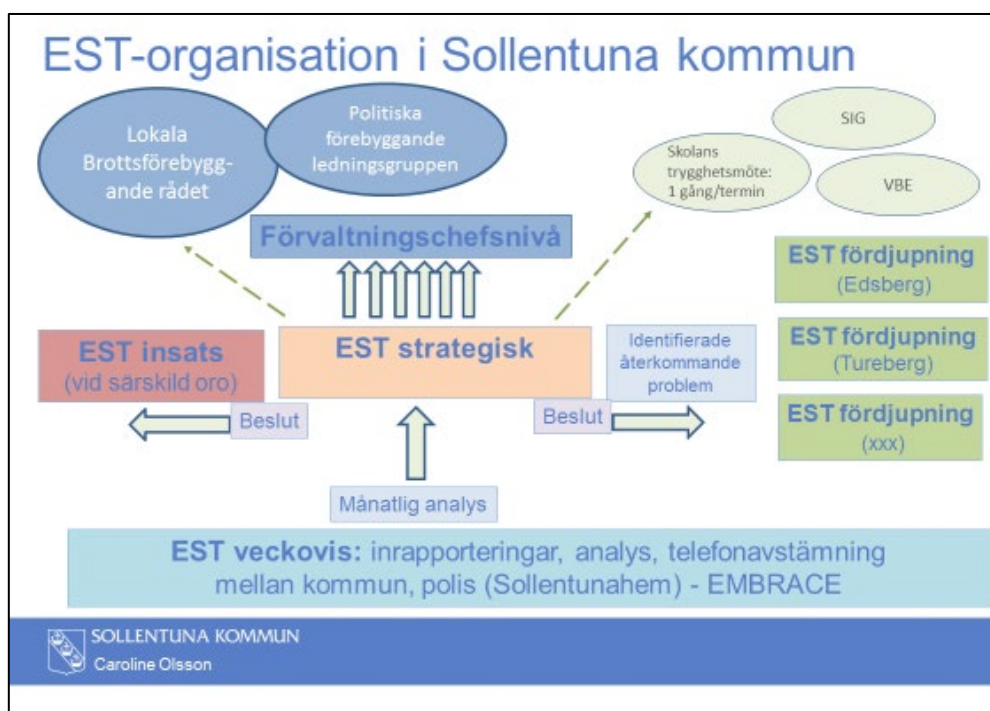 EST-organisation i Sollentuna kommun
Lokala
Brottsförebygg-
ande rådet
Politiska
förebyggande
ledningsgruppen
SIG
Skolans
trygghetsmöte:
1 gång/termin
VBE
Förvaltningschefsnivå
EST fördjupning
(Edsberg)
EST insats
(vid särskild oro)
EST strategisk
Identifierade
återkommande
problem
EST fördjupning
(Tureberg)
Beslut
Beslut
EST fördjupning
(xxx)
Månatlig analys
EST veckovis: inrapporteringar, analys, telefonavstämning
mellan kommun, polis (Sollentunahem) - EMBRACE
SOLLENTUNA KOMMUN
Caroline Olsson